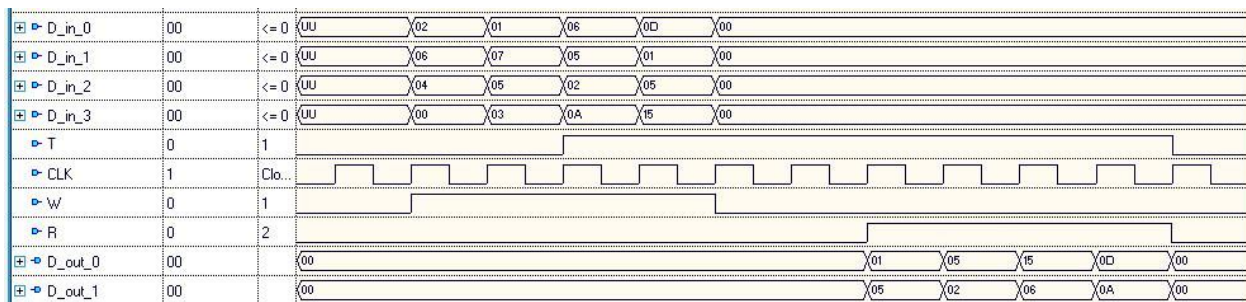 D_in_0 00 <= 0 UU 02 01 06 0D 00
D_in_1 00 <= 0 UU 06 07 05 01 00
D_in_2 00 <= 0 UU 04 05 02 05 00
D_in_3 00 <= 0 UU 00 03 0A 15 00
T 0 1
CLK 1 Clo...
W 0 1
R 0 2
D_out_0 00 00 01 05 15 0D 00
D_out_1 00 00 05 02 06 0A 00